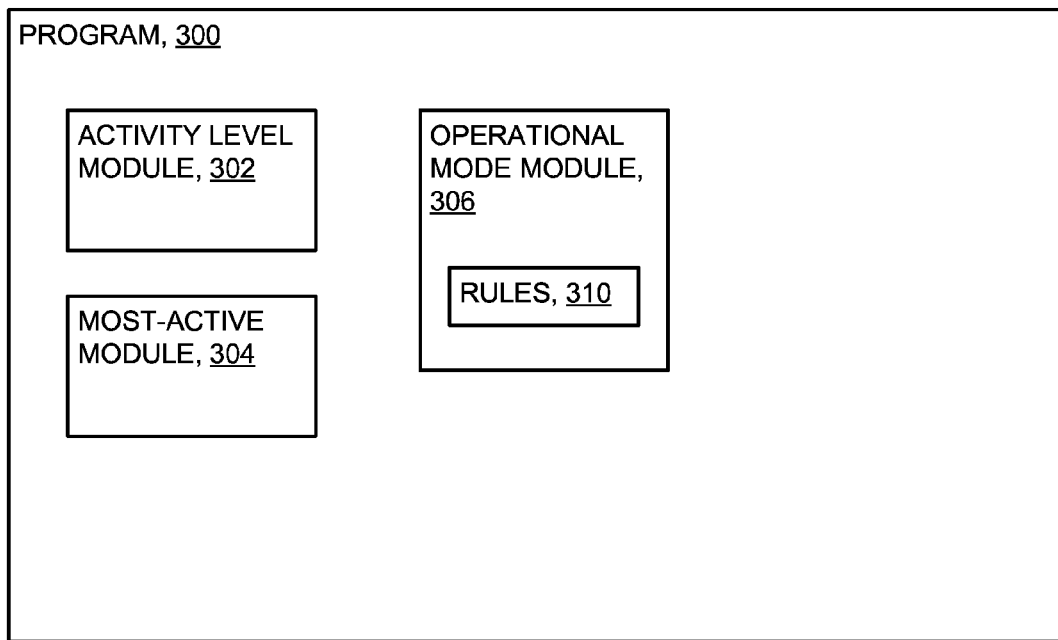 PROGRAM, 300
ACTIVITY LEVEL
MODULE, 302
MOST-ACTIVE
MODULE, 304
OPERATIONAL
MODE MODULE,
306
RULES, 310